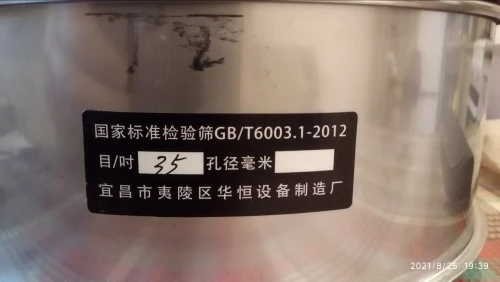 国家标准检验筛GB/T6003.1-2012
目/吋 35 孔径毫米
宜昌市夷陵区华恒设备制造厂
2021/8/25 19:39